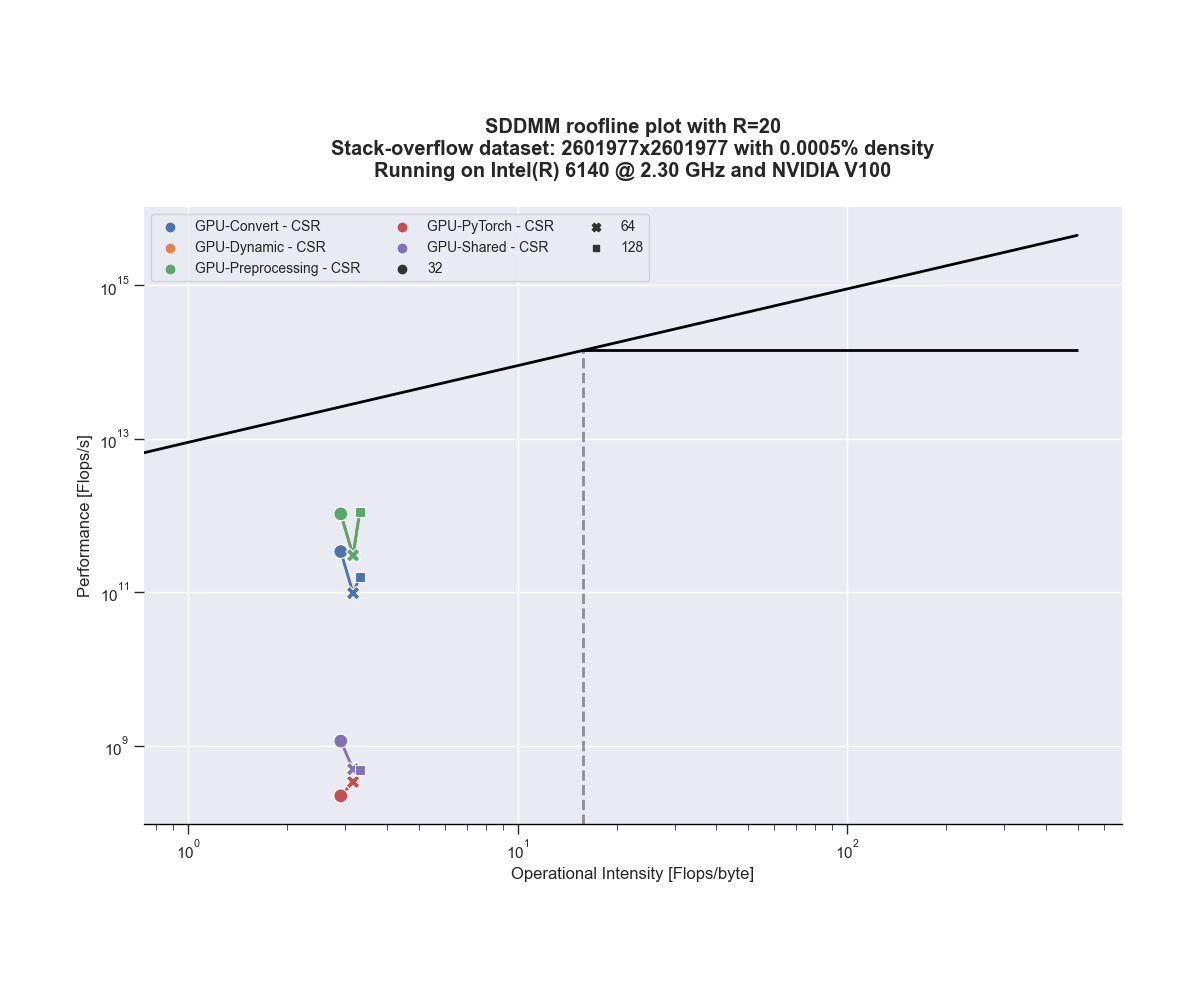 SDDMM roofline plot with R=20
Stack-overflow dataset: 2601977x2601977 with 0.0005% density
Running on Intel(R) 6140 @ 2.30 GHz and NVIDIA V100
GPU-Convert - CSR
GPU-Dynamic - CSR
GPU-Preprocessing - CSR
GPU-PyTorch - CSR
GPU-Shared - CSR
32
64
128
10^15
10^13
10^11
10^9
Performance [Flops/s]
10^0 10^1 10^2
Operational Intensity [Flops/byte]